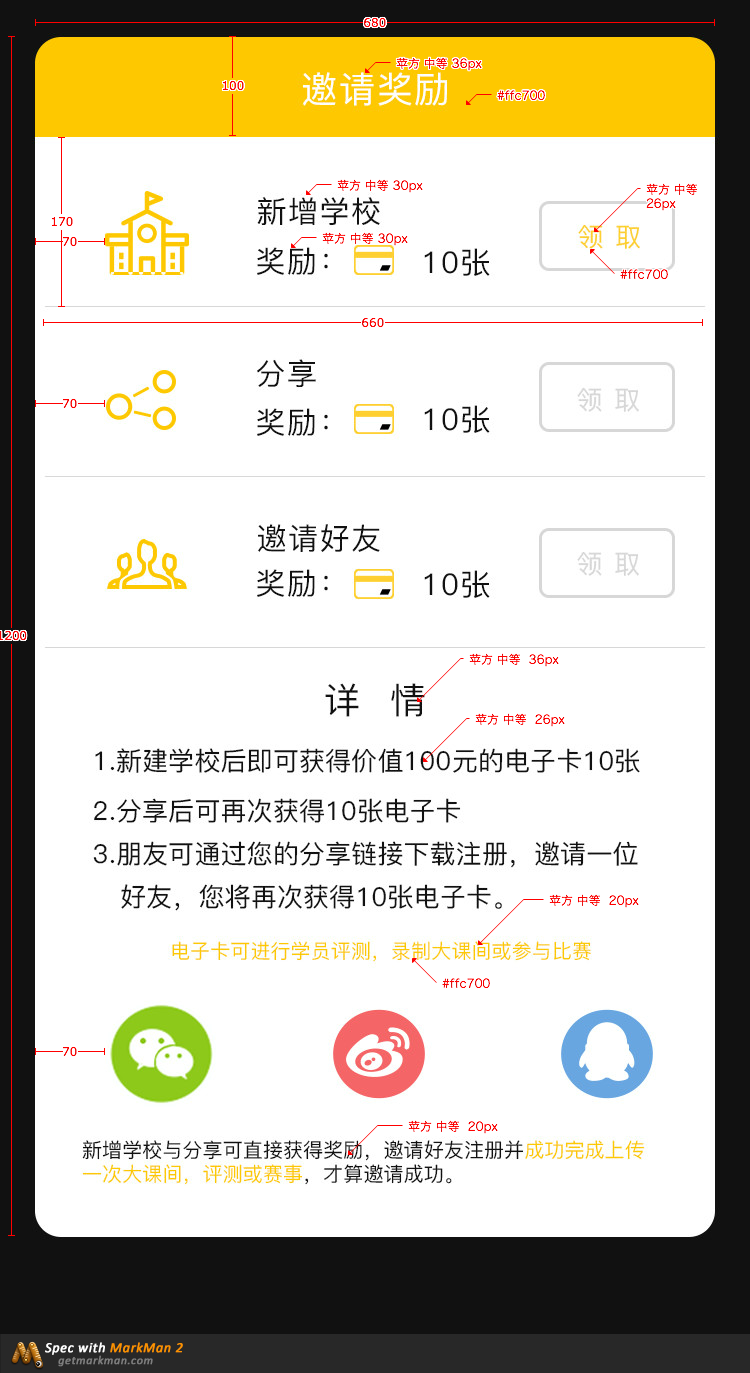 680
苹方 中等 36px
100
邀请奖励
#ffc700
苹方 中等 30px
苹方 中等
26px
新增学校
170
70
苹方 中等 30px
领 取
奖励： 10张
#ffc700
660
分享
70
领 取
奖励： 10张
邀请好友
领 取
奖励： 10张
1200
苹方 中等 36px
详 情
苹方 中等 26px
1.新建学校后即可获得价值100元的电子卡10张
2.分享后可再次获得10张电子卡
3.朋友可通过您的分享链接下载注册，邀请一位
好友，您将再次获得10张电子卡。
苹方 中等 20px
电子卡可进行学员评测，录制大课间或参与比赛
#ffc700
70
苹方 中等 20px
新增学校与分享可直接获得奖励，邀请好友注册并成功完成上传
一次大课间，评测或赛事，才算邀请成功。
Spec with MarkMan 2
getmarkman.com